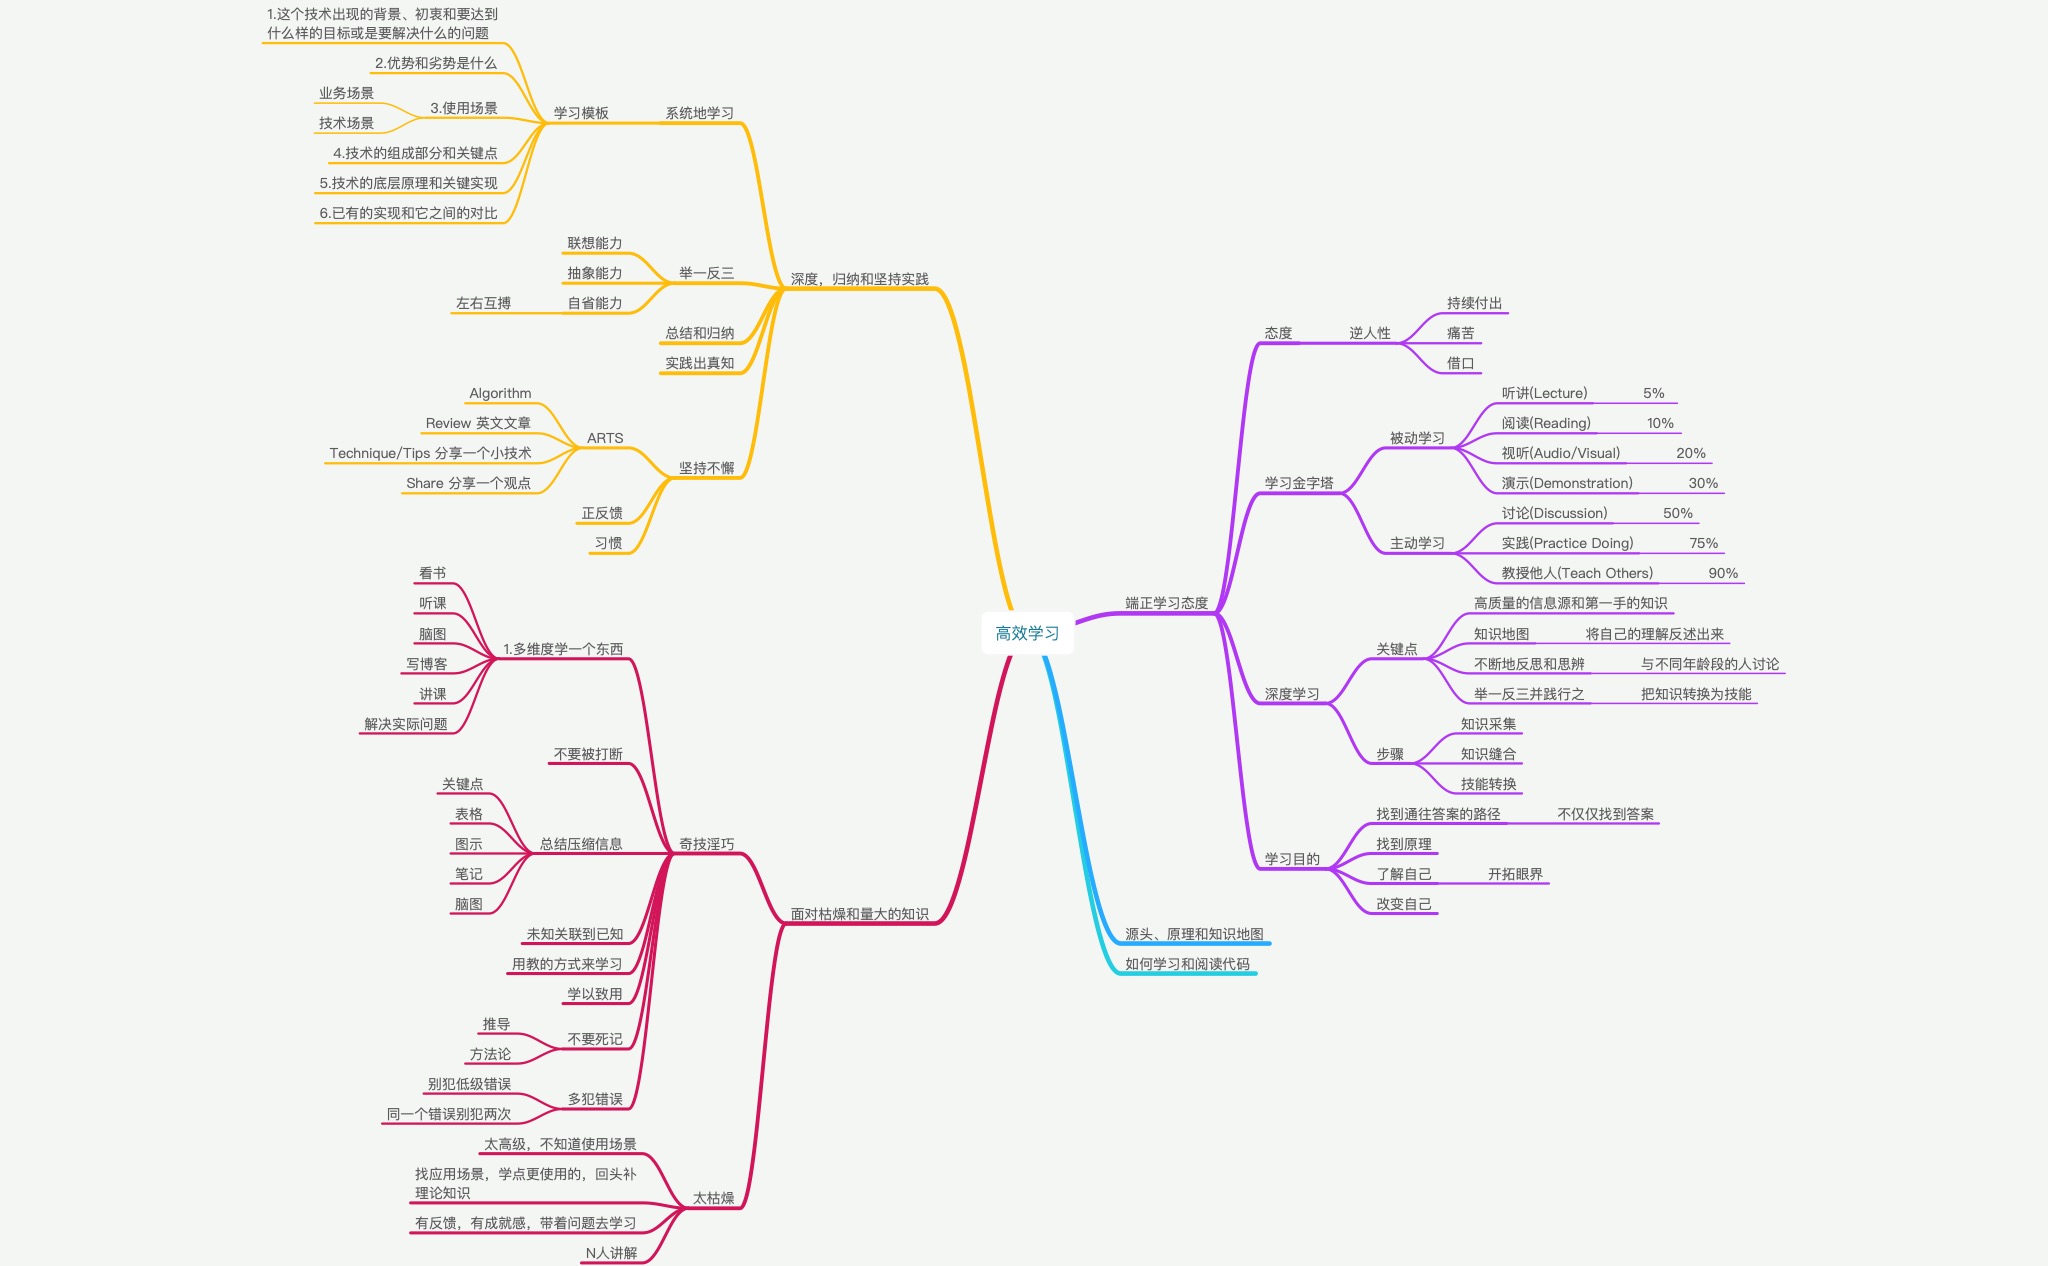 高效学习
端正学习态度
态度
逆人性
持续付出
痛苦
借口
学习金字塔
被动学习
听讲(Lecture)
5%
阅读(Reading)
10%
视听(Audio/Visual)
20%
演示(Demonstration)
30%
主动学习
讨论(Discussion)
50%
实践(Practice Doing)
75%
教授他人(Teach Others)
90%
深度学习
关键点
高质量的信息源和第一手的知识
知识地图
将自己的理解反述出来
不断地反思和思辨
与不同年龄段的人讨论
举一反三并践行之
把知识转换为技能
步骤
知识采集
知识缝合
技能转换
学习目的
找到通往答案的路径
不仅仅找到答案
找到原理
了解自己
开拓眼界
改变自己
源头、原理和知识地图
如何学习和阅读代码
深度，归纳和坚持实践
系统地学习
学习模板
1.这个技术出现的背景、初衷和要达到
什么样的目标或是要解决什么的问题
2.优势和劣势是什么
3.使用场景
业务场景
技术场景
4.技术的组成部分和关键点
5.技术的底层原理和关键实现
6.已有的实现和它之间的对比
举一反三
联想能力
抽象能力
自省能力
左右互搏
总结和归纳
实践出真知
坚持不懈
ARTS
Algorithm
Review 英文文章
Technique/Tips 分享一个小技术
Share 分享一个观点
正反馈
习惯
面对枯燥和量大的知识
奇技淫巧
1.多维度学一个东西
看书
听课
脑图
写博客
讲课
解决实际问题
不要被打断
总结压缩信息
关键点
表格
图示
笔记
脑图
未知关联到已知
用教的方式来学习
学以致用
不要死记
推导
方法论
多犯错误
别犯低级错误
同一个错误别犯两次
太枯燥
太高级，不知道使用场景
找应用场景，学点更使用的，回头补
理论知识
有反馈，有成就感，带着问题去学习
N人讲解